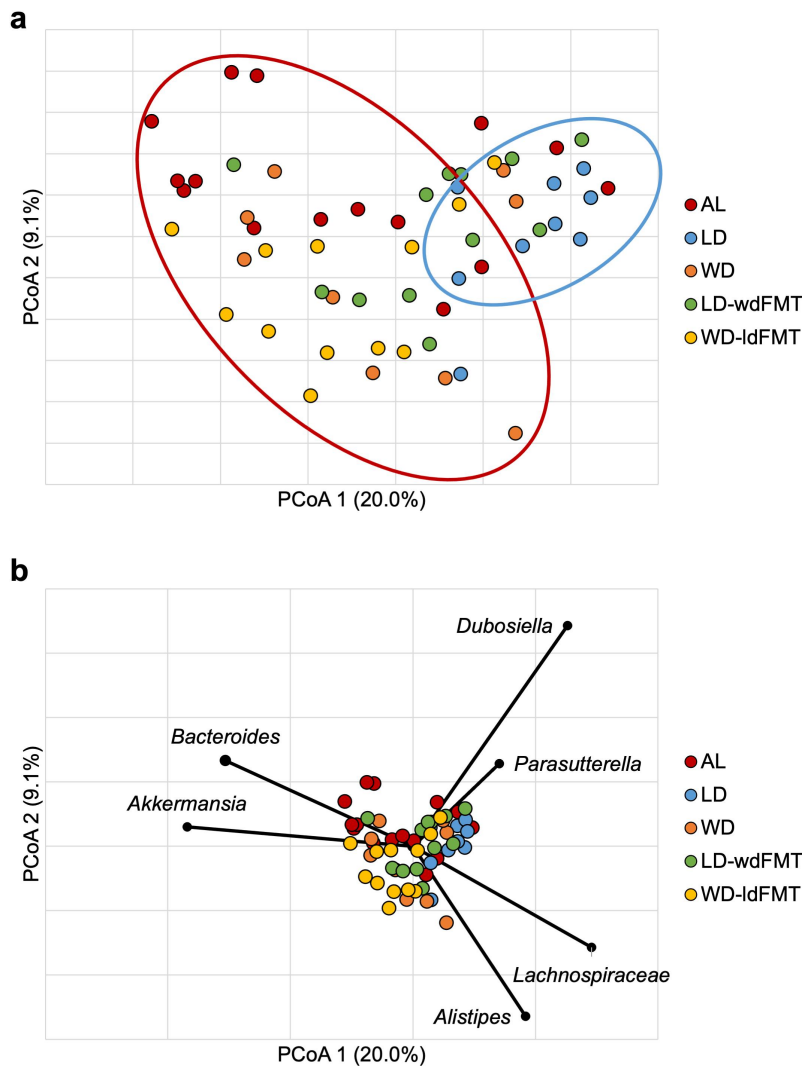 a
PCoA 2 (9.1%)
PCoA 1 (20.0%)
AL
LD
WD
LD-wdFMT
WD-ldFMT
b
Dubosiella
Bacteroides
Parasutterella
Akkermansia
Lachnospiraceae
Alistipes
PCoA 2 (9.1%)
PCoA 1 (20.0%)
AL
LD
WD
LD-wdFMT
WD-ldFMT